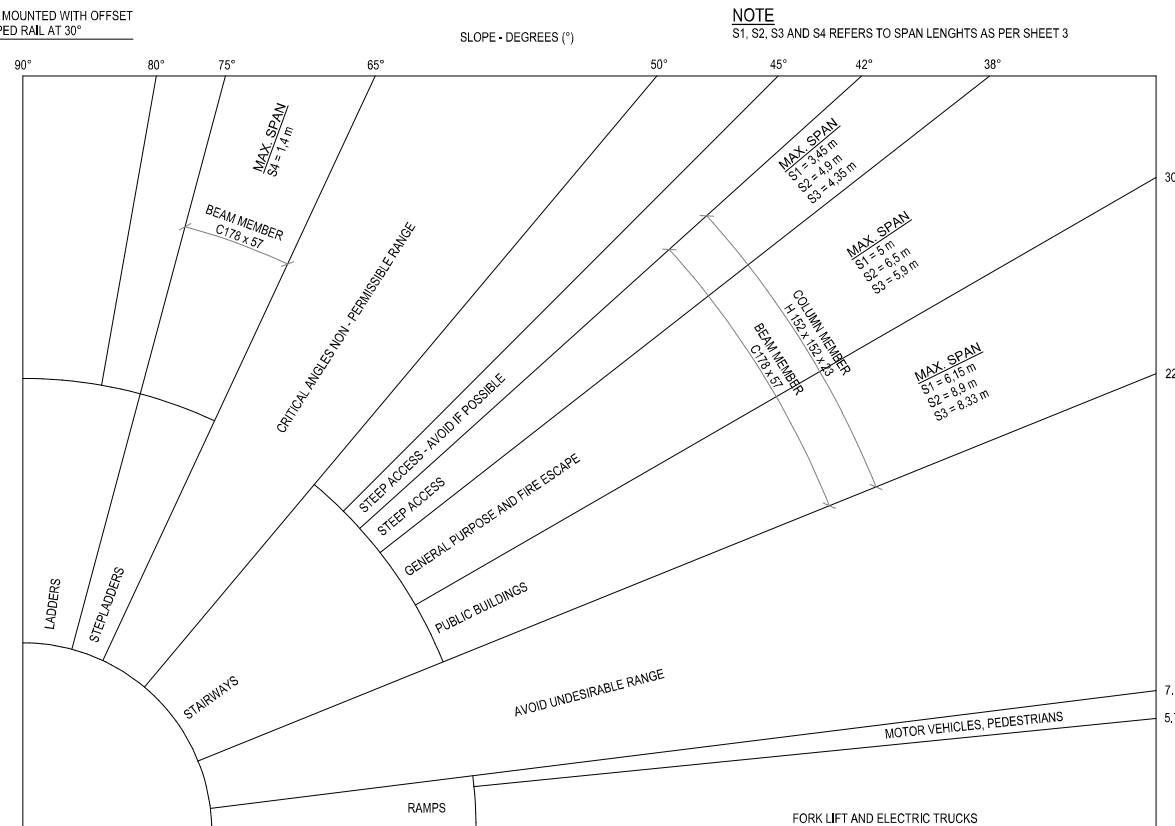 MOUNTED WITH OFFSET
PED RAIL AT 30°
NOTE
S1, S2, S3 AND S4 REFERS TO SPAN LENGHTS AS PER SHEET 3
SLOPE - DEGREES (°)
90°
80°
75°
65°
50°
45°
42°
38°
30
22
7.
5.
MAX. SPAN
S4 = 1,4 m
BEAM MEMBER
C178 x 57
CRITICAL ANGLES NON - PERMISSIBLE RANGE
MAX. SPAN
S1 = 3,45 m
S2 = 4,9 m
S3 = 4,35 m
MAX. SPAN
S1 = 5 m
S2 = 6,5 m
S3 = 5,9 m
MAX. SPAN
S1 = 6,15 m
S2 = 8,9 m
S3 = 8,33 m
COLUMN MEMBER
H 152 x 152 x 23
BEAM MEMBER
C178 x 57
STEEP ACCESS - AVOID IF POSSIBLE
STEEP ACCESS
GENERAL PURPOSE AND FIRE ESCAPE
PUBLIC BUILDINGS
LADDERS
STEPLADDERS
STAIRWAYS
AVOID UNDESIRABLE RANGE
MOTOR VEHICLES, PEDESTRIANS
RAMPS
FORK LIFT AND ELECTRIC TRUCKS